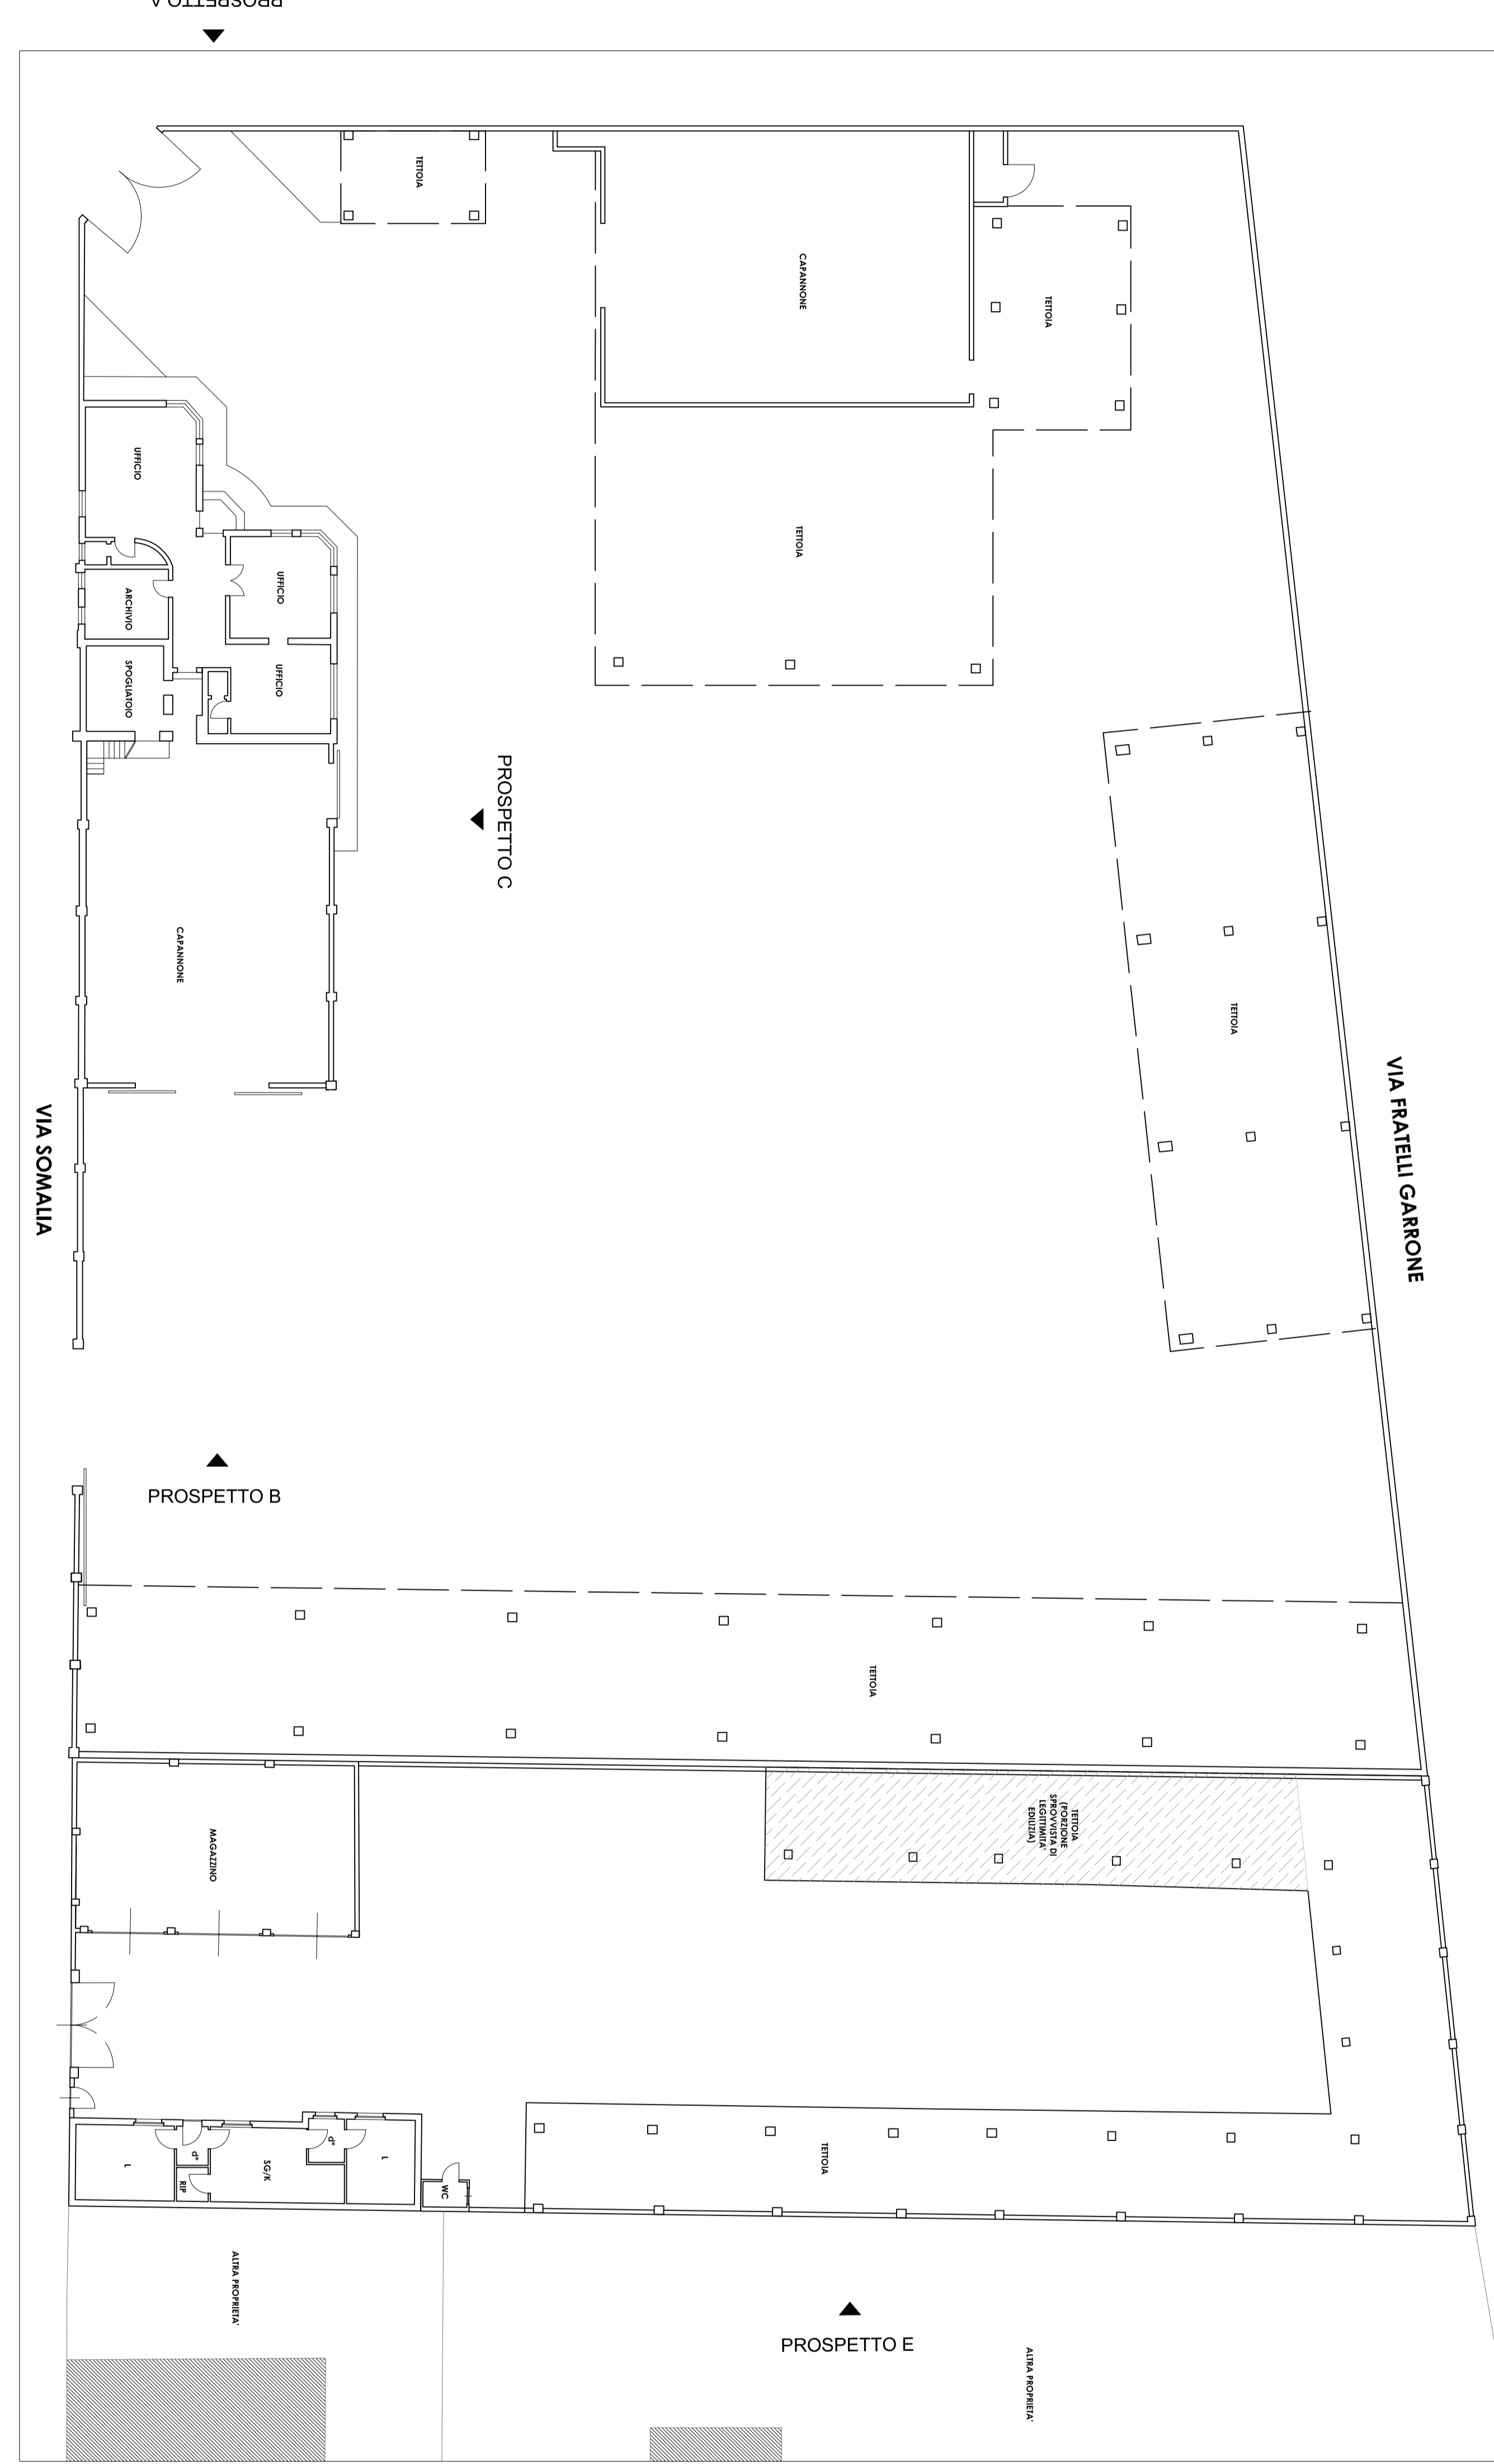 PROSPETTO A
TETTOIA
CAPANNONE
TETTOIA
UFFICIO
TETTOIA
UFFICIO
ARCHIVIO
UFFICIO
SPOGLIATOIO
PROSPETTO C
CAPANNONE
TETTOIA
VIA SOMALIA
VIA FRATELLI GARRONE
PROSPETTO B
TETTOIA
TETTOIA
(PORZIONE
SPROVVISTA DI
LEGITTIMITA'
EDILIZIA)
MAGAZZINO
L
d°
RIP
SG/K
d°
L
WC
TETTOIA
ALTRA PROPRIETA'
PROSPETTO E
ALTRA PROPRIETA'